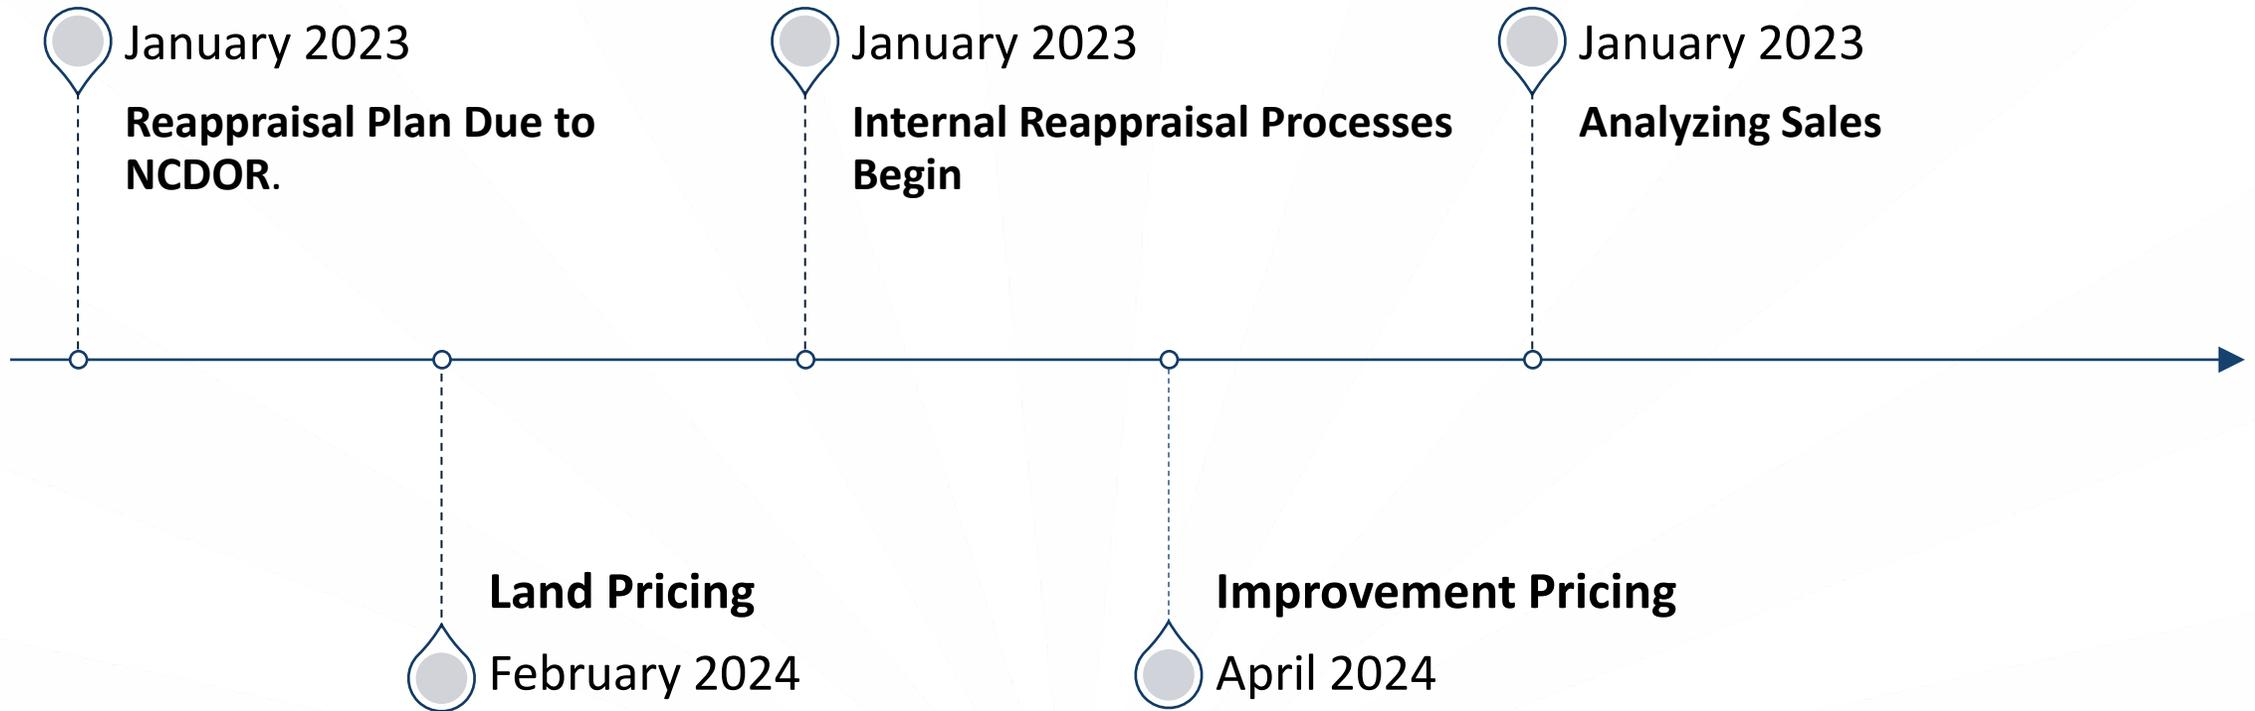 January 2023
Reappraisal Plan Due to
NCDOR.
January 2023
Internal Reappraisal Processes
Begin
January 2023
Analyzing Sales
Land Pricing
February 2024
Improvement Pricing
April 2024